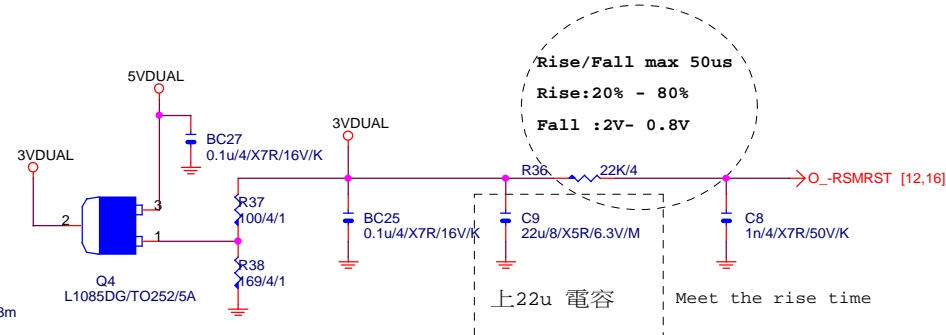 Rise/Fall max 50us
Rise:20% - 80%
Fall :2V- 0.8V
5VDUAL
3VDUAL
3VDUAL
BC27
0.1u/4/X7R/16V/K
R36
22K/4
O_-RSMRST [12,16]
2
3
1
R37
100/4/1
BC25
0.1u/4/X7R/16V/K
C9
22u/8/X5R/6.3V/M
C8
1n/4/X7R/50V/K
R38
169/4/1
Q4
L1085DG/TO252/5A
上22u 電容
Meet the rise time
3m